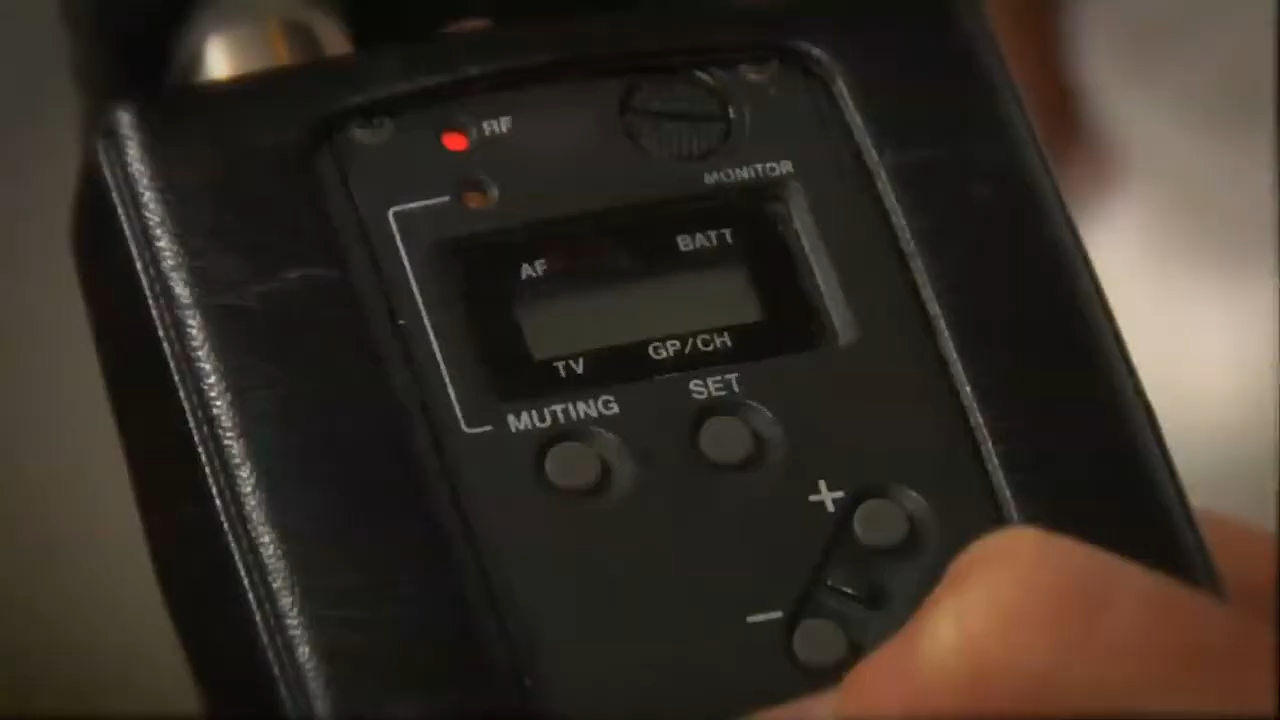 RF
MONITOR
AF BATT
TV GP/CH
MUTING SET
+
−